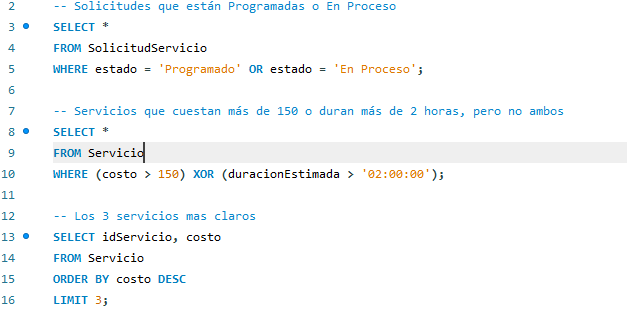 2 -- Solicitudes que están Programadas o En Proceso
3 SELECT *
4 FROM SolicitudServicio
5 WHERE estado = 'Programado' OR estado = 'En Proceso';
6
7 -- Servicios que cuestan más de 150 o duran más de 2 horas, pero no ambos
8 SELECT *
9 FROM Servicio
10 WHERE (costo > 150) XOR (duracionEstimada > '02:00:00');
11
12 -- Los 3 servicios mas claros
13 SELECT idServicio, costo
14 FROM Servicio
15 ORDER BY costo DESC
16 LIMIT 3;